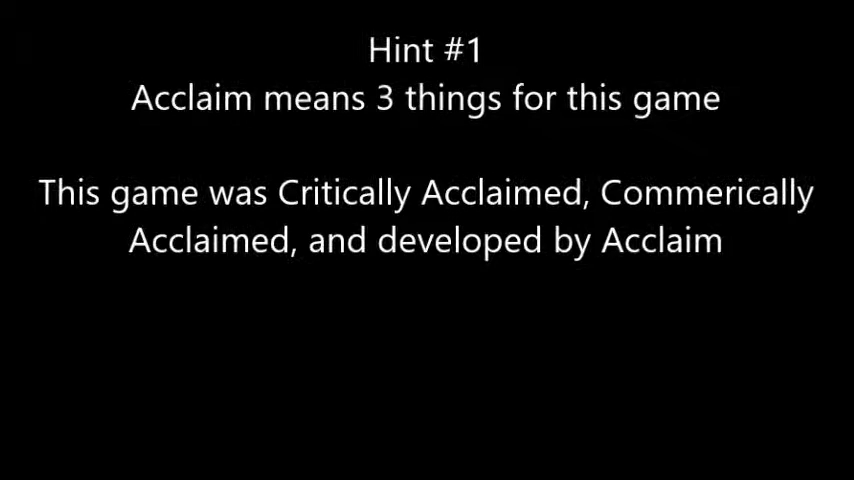 Hint #1
Acclaim means 3 things for this game
This game was Critically Acclaimed, Commerically
Acclaimed, and developed by Acclaim